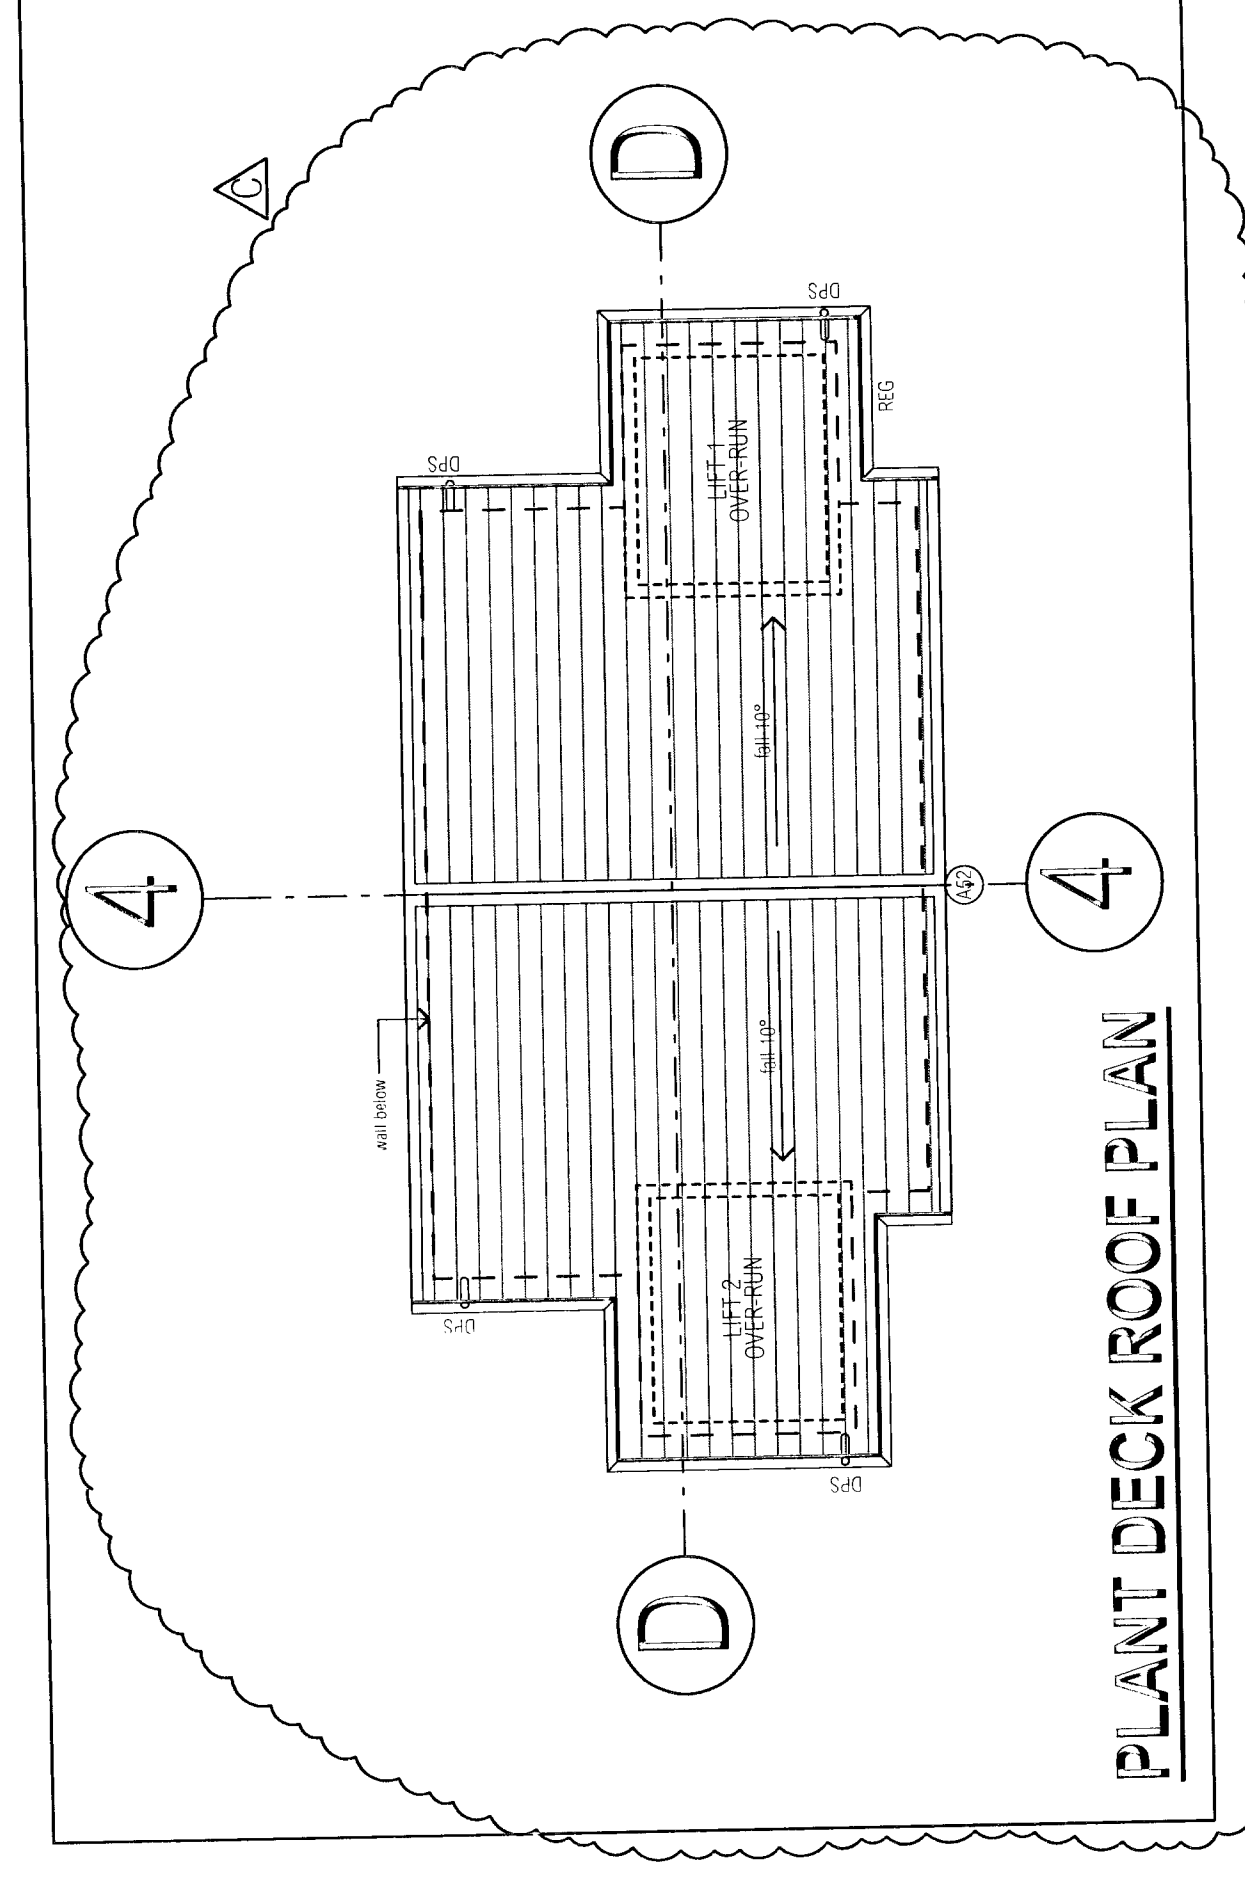 C
D
DPS
REG
DPS
LIFT 1
OVER-RUN
fall 10°
4
A52
4
fall 10°
wall below
LIFT 2
OVER-RUN
DPS
DPS
D
PLANT DECK ROOF PLAN